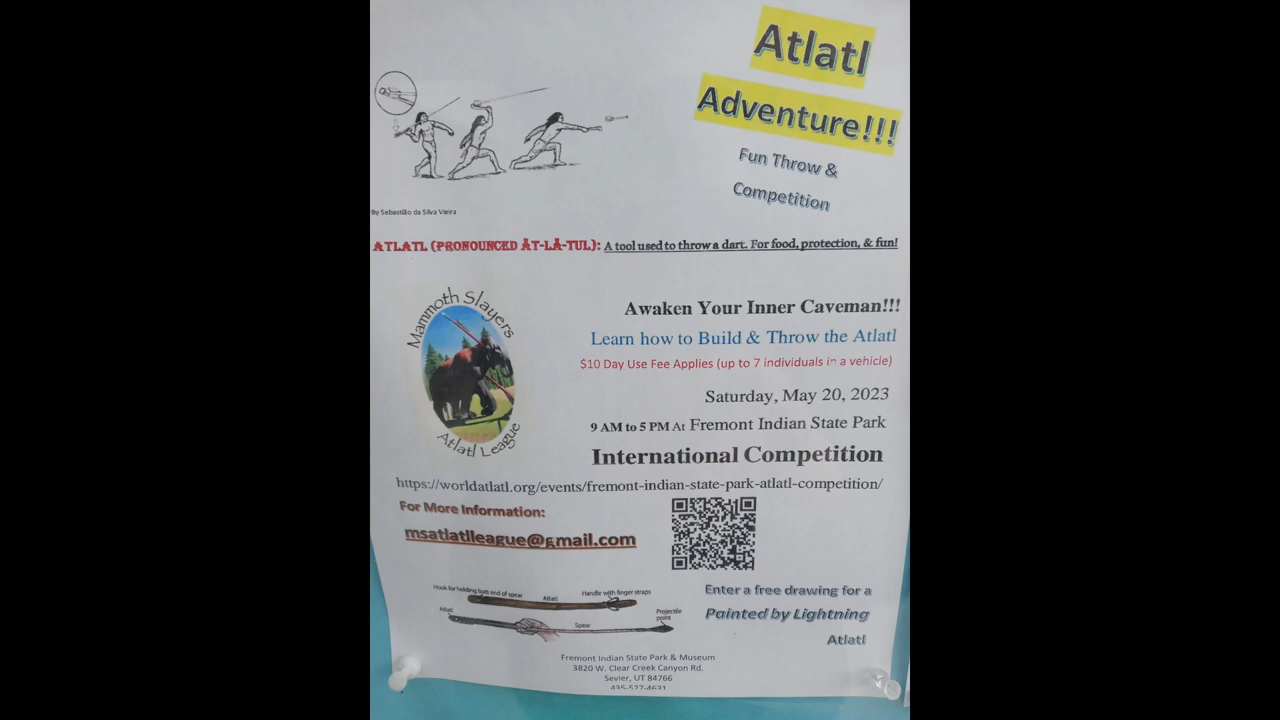 Atlatl
Adventure!!!
Fun Throw &
Competition
By Sebastião da Silva Vieira
ATLATL (PRONOUNCED ÄT-LÄ-TUL): A tool used to throw a dart. For food, protection, & fun!
Mammoth Slayers
Atlatl League
Awaken Your Inner Caveman!!!
Learn how to Build & Throw the Atlatl
$10 Day Use Fee Applies (up to 7 individuals in a vehicle)
Saturday, May 20, 2023
9 AM to 5 PM At Fremont Indian State Park
International Competition
https://worldatlatl.org/events/fremont-indian-state-park-atlatl-competition/
For More Information:
msatlatlleague@gmail.com
Hook for holding butt end of spear
Atlatl
Handle with finger straps
Atlatl
Spear
Projectile
point
Enter a free drawing for a
Painted by Lightning
Atlatl
Fremont Indian State Park & Museum
3820 W. Clear Creek Canyon Rd.
Sevier, UT 84766
435-527-4631